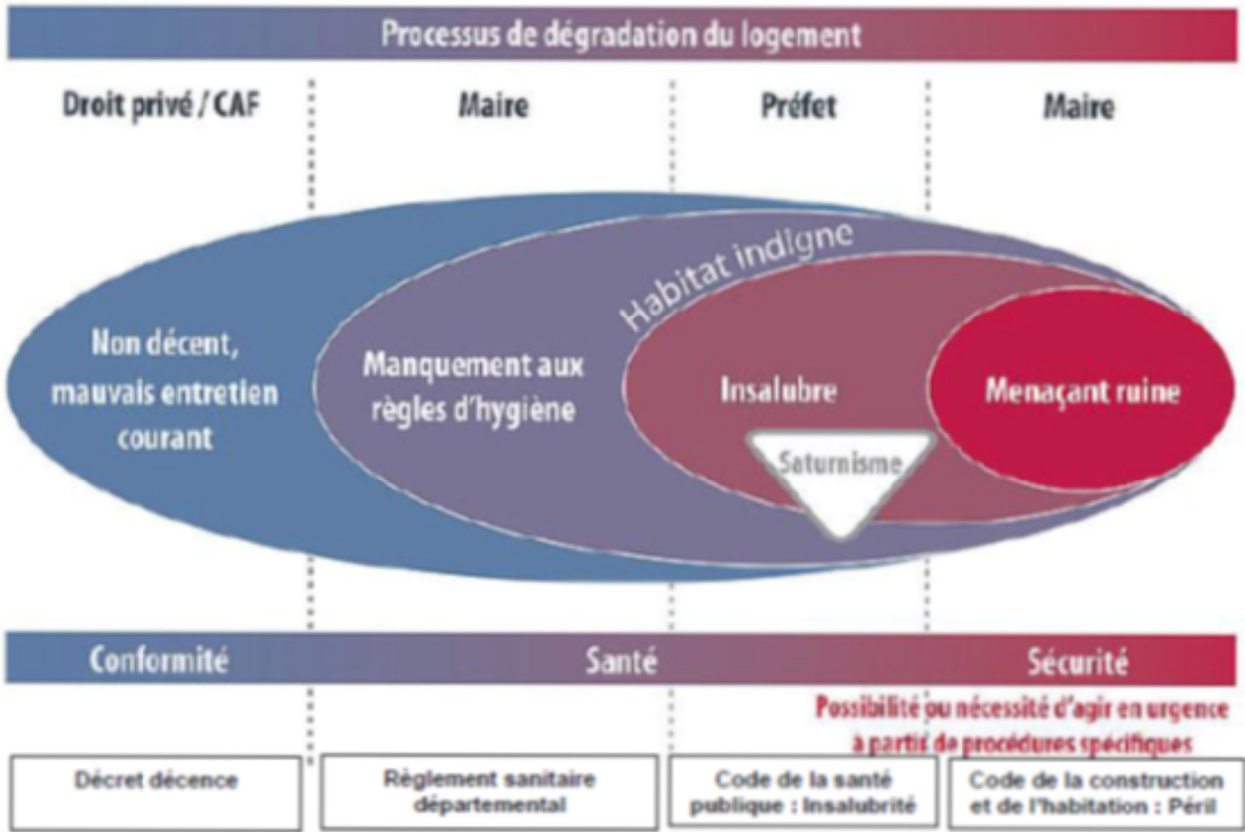 Processus de dégradation du logement
Droit privé / CAF
Maire
Préfet
Maire
Habitat indigne
Non décent,
mauvais entretien
courant
Manquement aux
règles d'hygiène
Insalubre
Menaçant ruine
Saturnisme
Conformité
Santé
Sécurité
Possibilité ou nécessité d'agir en urgence
à partir de procédures spécifiques
Décret décence
Règlement sanitaire
départemental
Code de la santé
publique : Insalubrité
Code de la construction
et de l'habitation : Péril